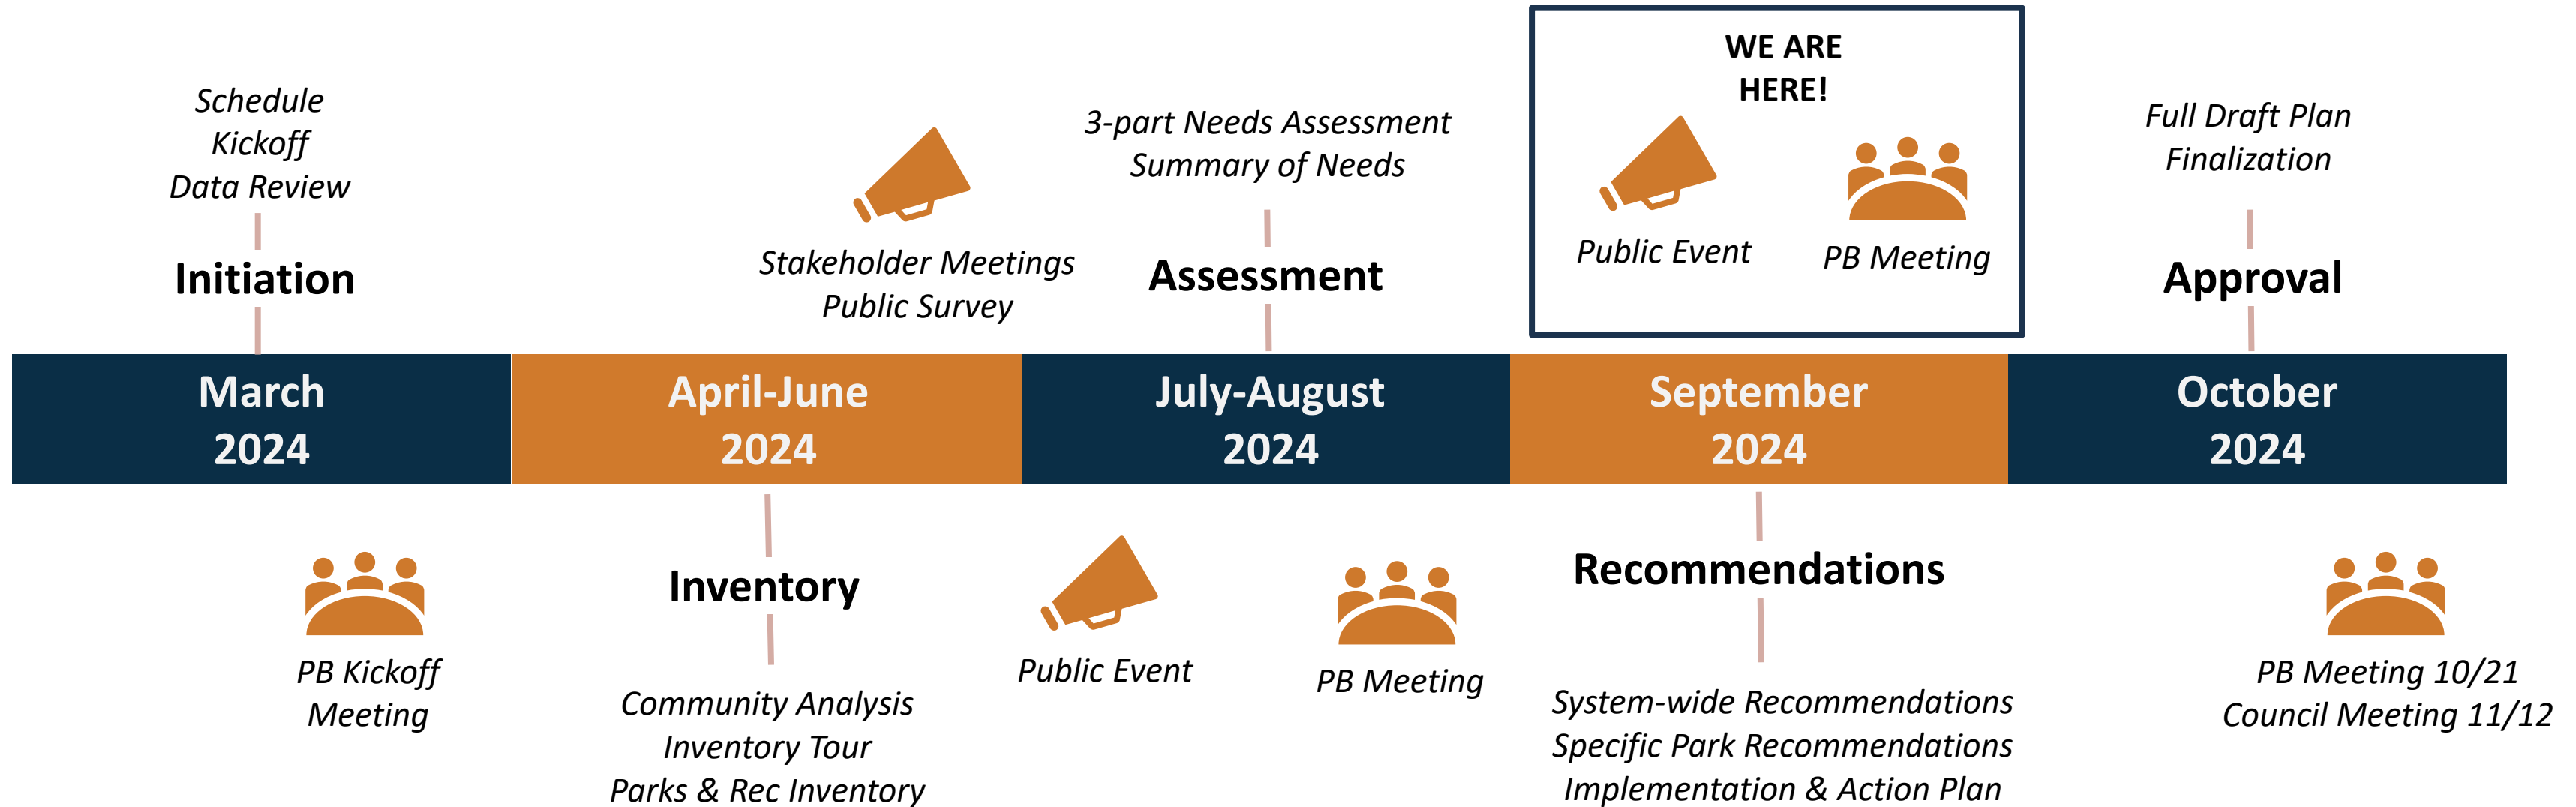 Schedule
Kickoff
Data Review
Initiation
Stakeholder Meetings
Public Survey
3-part Needs Assessment
Summary of Needs
Assessment
WE ARE
HERE!
Public Event
PB Meeting
Full Draft Plan
Finalization
Approval
March
2024
April-June
2024
July-August
2024
September
2024
October
2024
PB Kickoff
Meeting
Inventory
Community Analysis
Inventory Tour
Parks & Rec Inventory
Public Event
PB Meeting
Recommendations
System-wide Recommendations
Specific Park Recommendations
Implementation & Action Plan
PB Meeting 10/21
Council Meeting 11/12